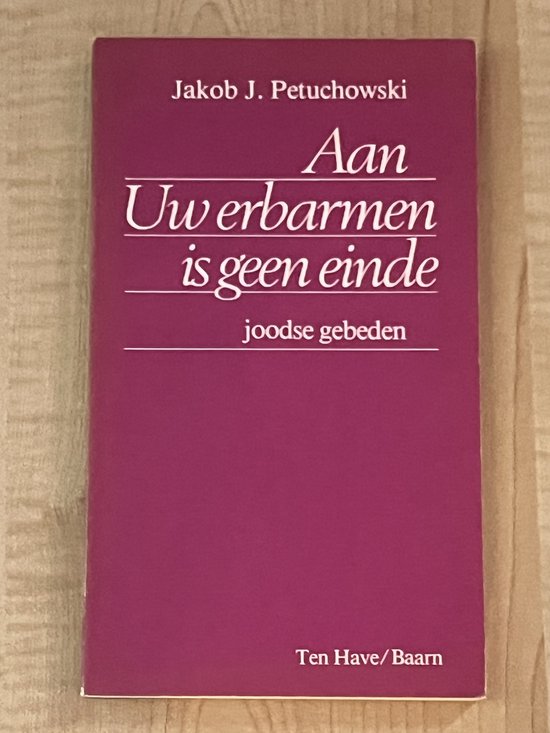 Jakob J. Petuchowski
Aan
Uw erbarmen
is geen einde
joodse gebeden
Ten Have/Baarn